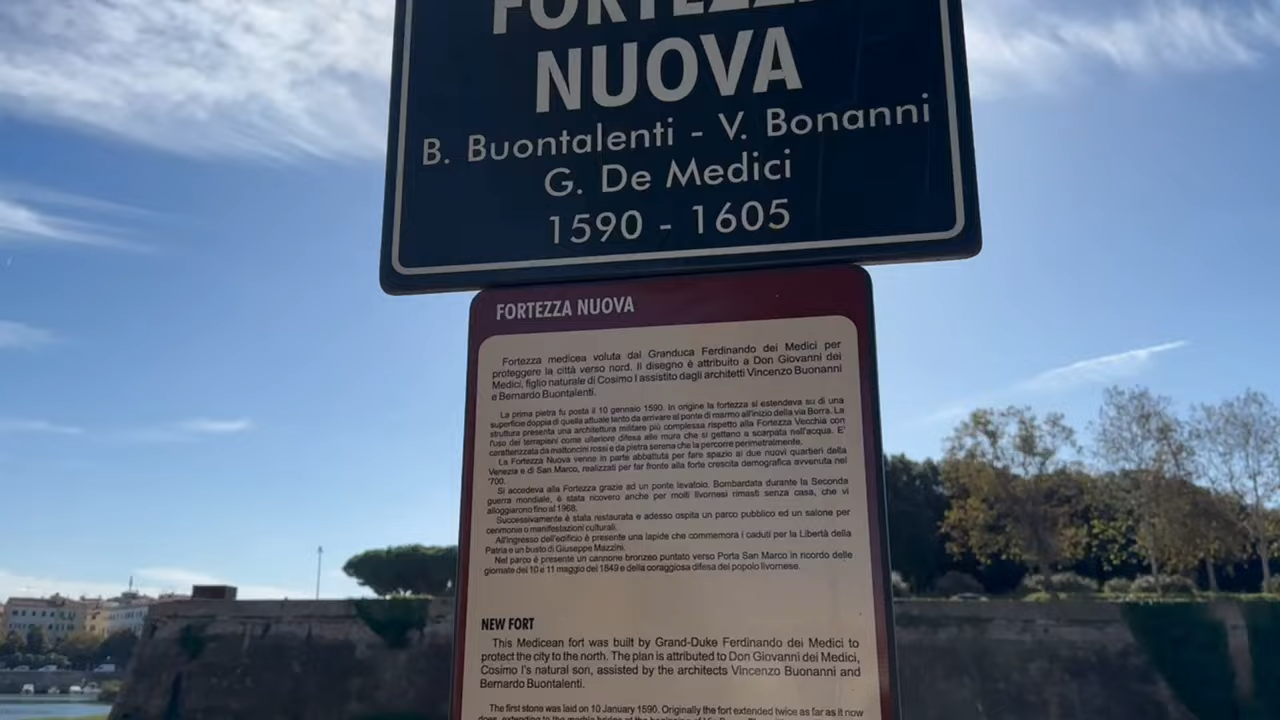 FORTEZZA
NUOVA
B. Buontalenti - V. Bonanni
G. De Medici
1590 - 1605
FORTEZZA NUOVA
Fortezza medicea voluta dal Granduca Ferdinando dei Medici per
proteggere la città verso nord. Il disegno è attribuito a Don Giovanni dei
Medici, figlio naturale di Cosimo I assistito dagli architetti Vincenzo Buonanni
e Bernardo Buontalenti.
La prima pietra fu posta il 10 gennaio 1590. In origine la fortezza si estendeva su di una
superficie doppia di quella attuale tanto da arrivare al ponte di marmo all'inizio della via Borra. La
struttura presenta una architettura militare più complessa rispetto alla Fortezza Vecchia con
l'uso dei terrapieni come ulteriore difesa alle mura che si gettano a scarpata nell'acqua. E'
caratterizzata da mattoncini rossi e da pietra serena che la percorre perimetralmente.
La Fortezza Nuova venne in parte abbattuta per fare spazio ai due nuovi quartieri della
Venezia e di San Marco, realizzati per far fronte alla forte crescita demografica avvenuta nel
'700.
Si accedeva alla Fortezza grazie ad un ponte levatoio. Bombardata durante la Seconda
guerra mondiale, è stata ricovero anche per molti livornesi rimasti senza casa, che vi
alloggiarono fino al 1968.
Successivamente è stata restaurata e adesso ospita un parco pubblico ed un salone per
cerimonie o manifestazioni culturali.
All'ingresso dell'edificio è presente una lapide che commemora i caduti per la Libertà della
Patria e un busto di Giuseppe Mazzini.
Nel parco è presente un cannone bronzeo puntato verso Porta San Marco in ricordo delle
giornate del 10 e 11 maggio del 1849 e della coraggiosa difesa del popolo livornese.
NEW FORT
This Medicean fort was built by Grand-Duke Ferdinando dei Medici to
protect the city to the north. The plan is attributed to Don Giovanni dei Medici,
Cosimo I's natural son, assisted by the architects Vincenzo Buonanni and
Bernardo Buontalenti.
The first stone was laid on 10 January 1590. Originally the fort extended twice as far as it now
does, extending to the marble bridge at the beginning of Via Borra. The